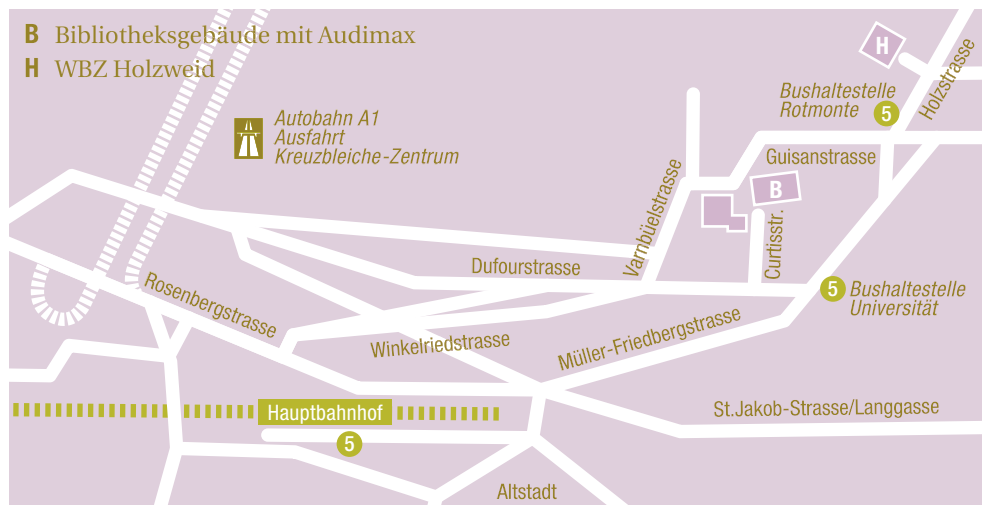 B Bibliotheksgebäude mit Audimax
H WBZ Holzweid
H
Holzstrasse
Bushaltestelle
Rotmonte
5
Autobahn A1
Ausfahrt
Kreuzbleiche-Zentrum
Guisanstrasse
B
Varnbüelstrasse
Curtisstr.
Dufourstrasse
Rosenbergstrasse
5
Bushaltestelle
Universität
Winkelriedstrasse
Müller-Friedbergstrasse
Hauptbahnhof
St.Jakob-Strasse/Langgasse
5
Altstadt